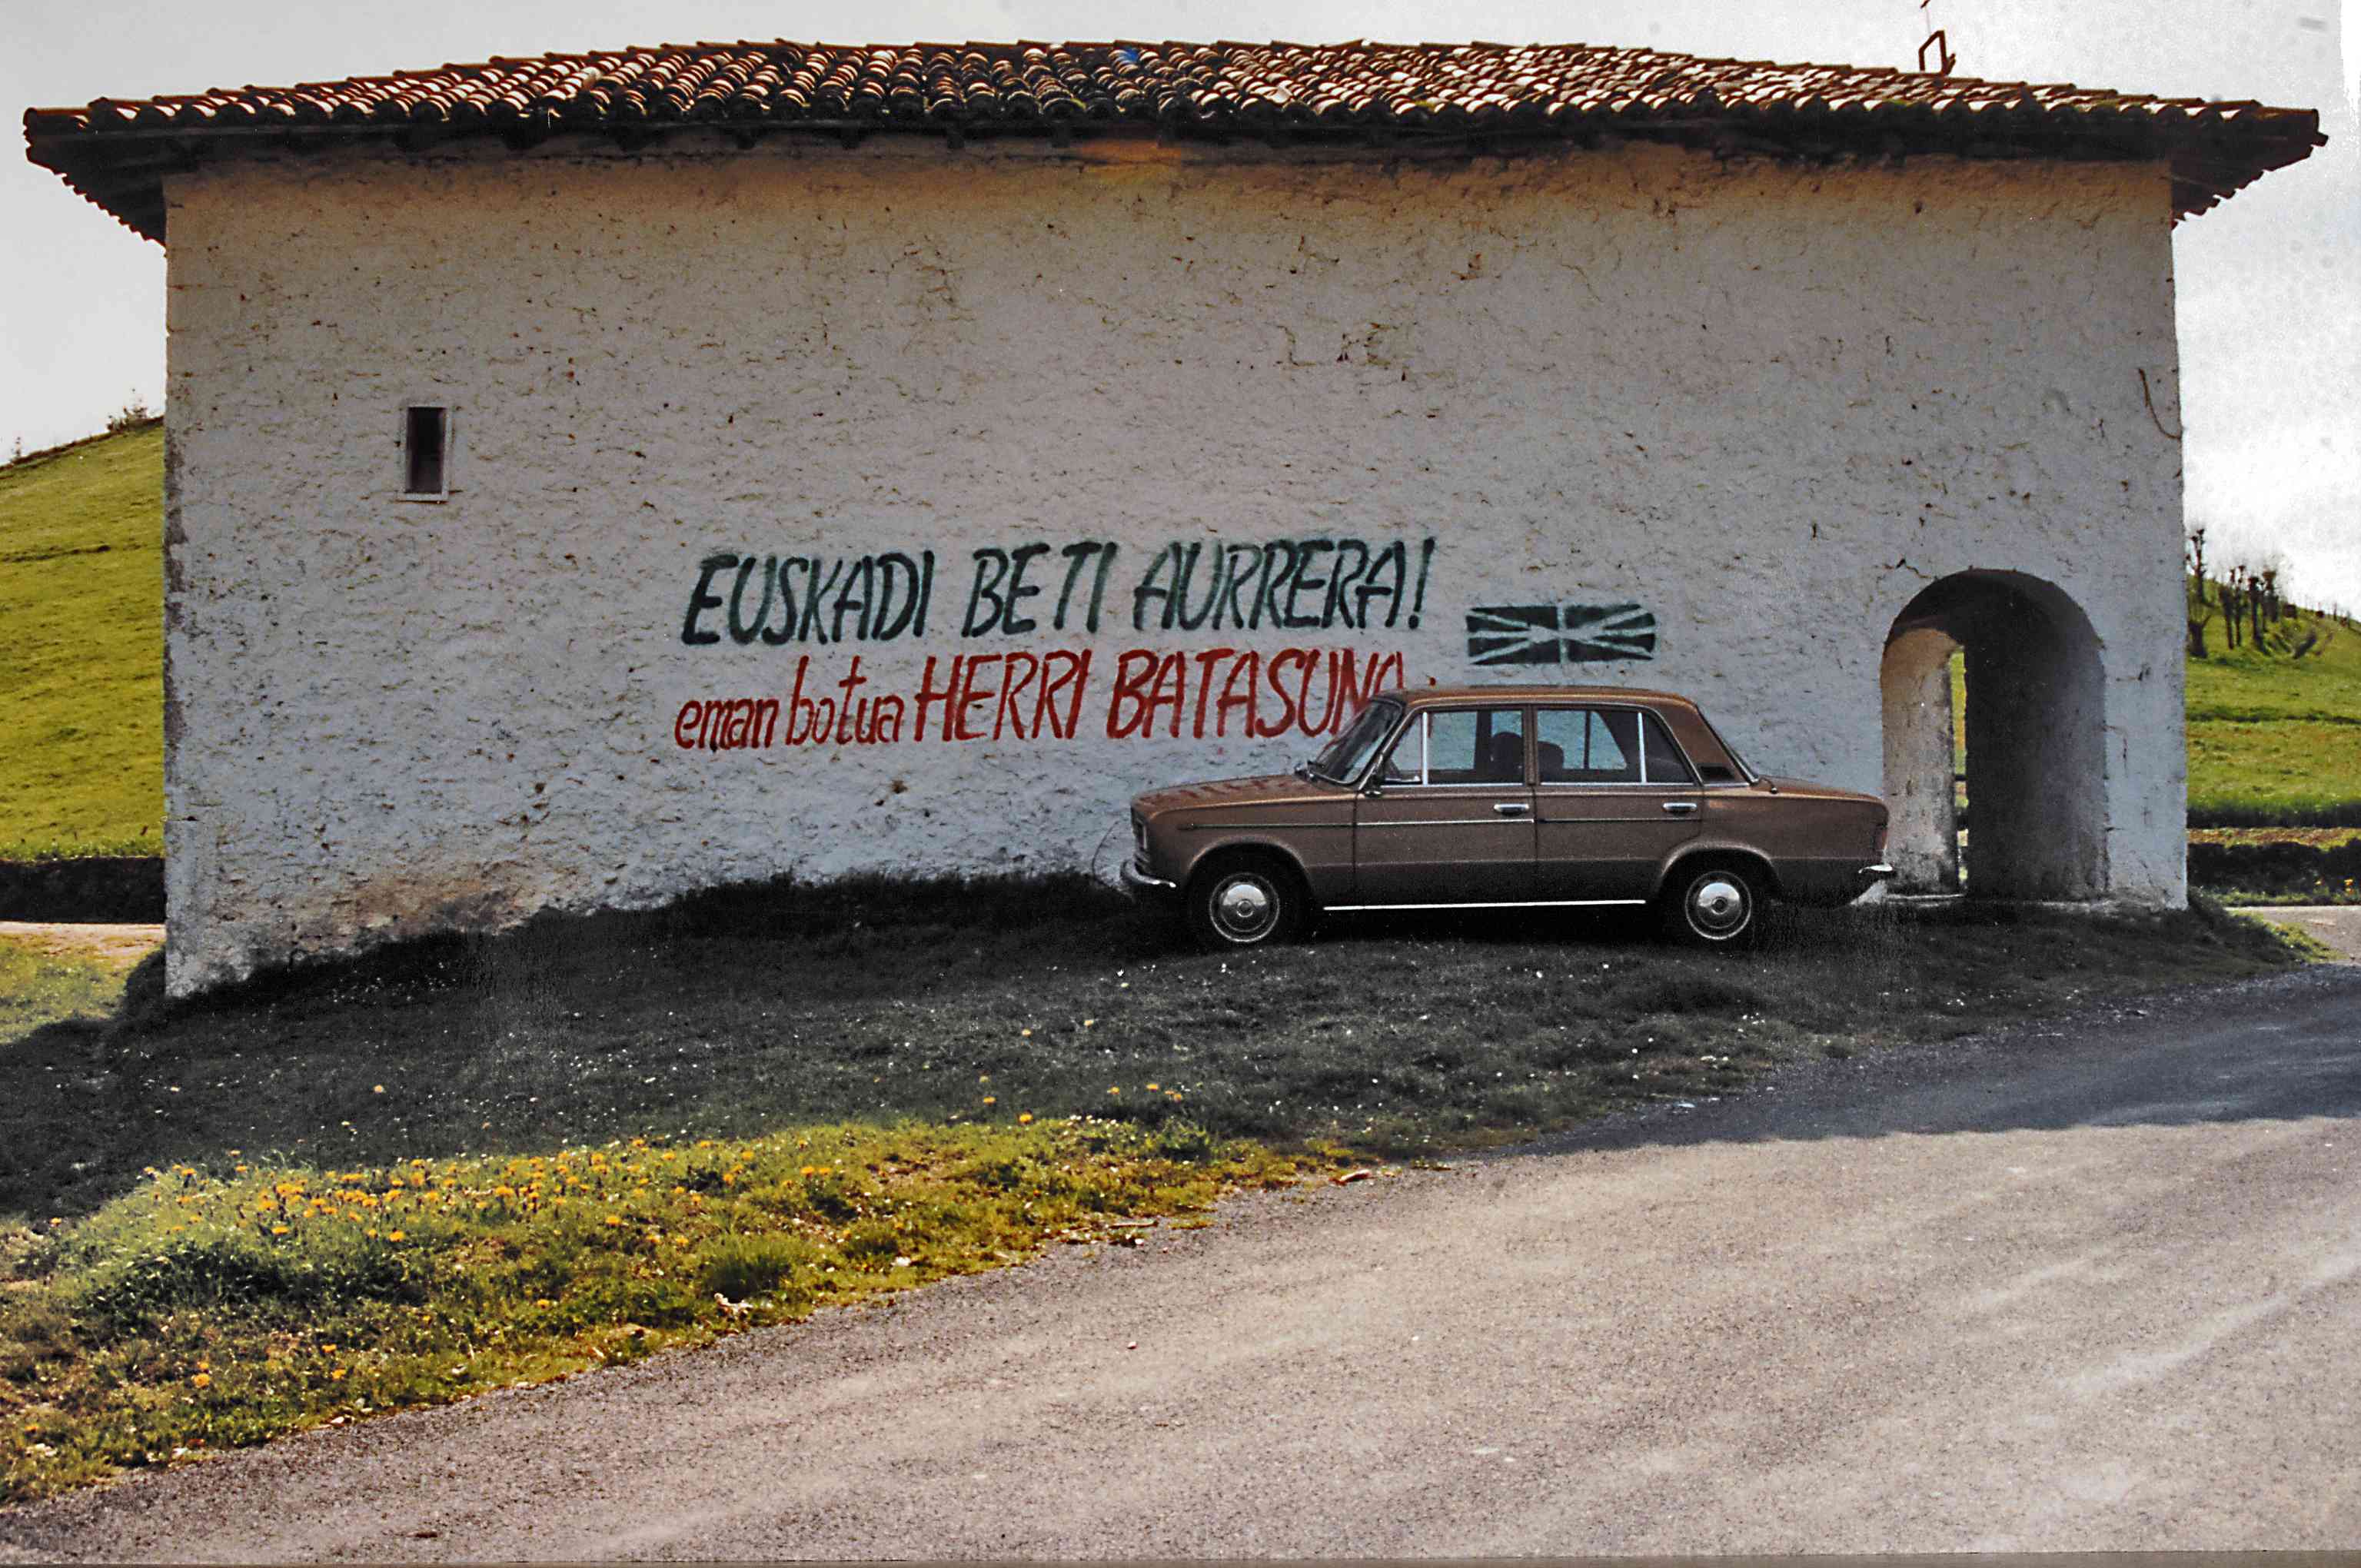 EUSKADI BETI AURRERA!
eman botua HERRI BATASUNA